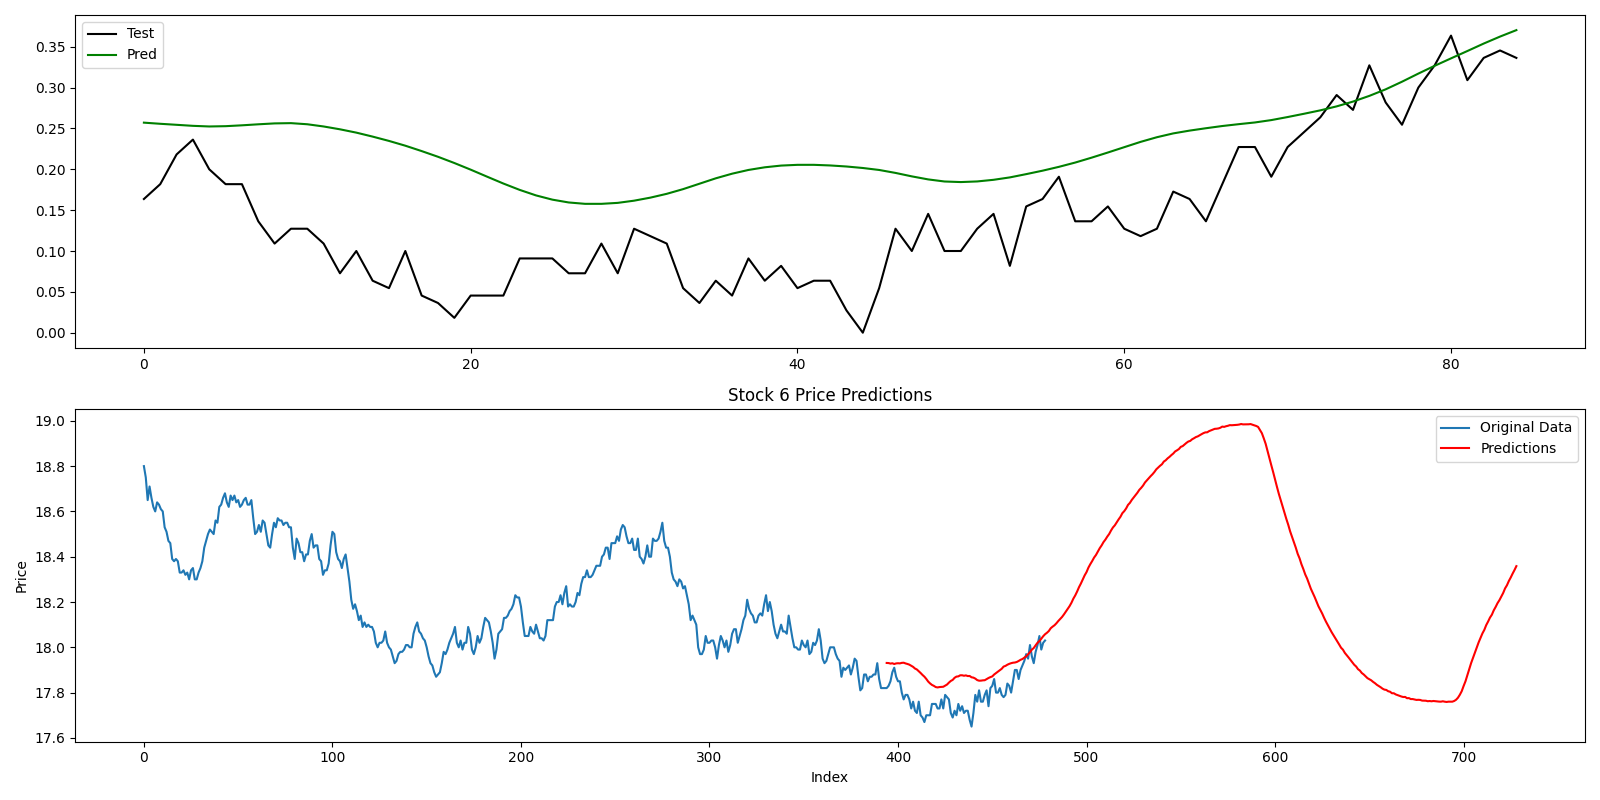 Test
Pred
0.35
0.30
0.25
0.20
0.15
0.10
0.05
0.00
0 20 40 60 80
Stock 6 Price Predictions
Original Data
Predictions
19.0
18.8
18.6
18.4
18.2
18.0
17.8
17.6
Price
0 100 200 300 400 500 600 700
Index